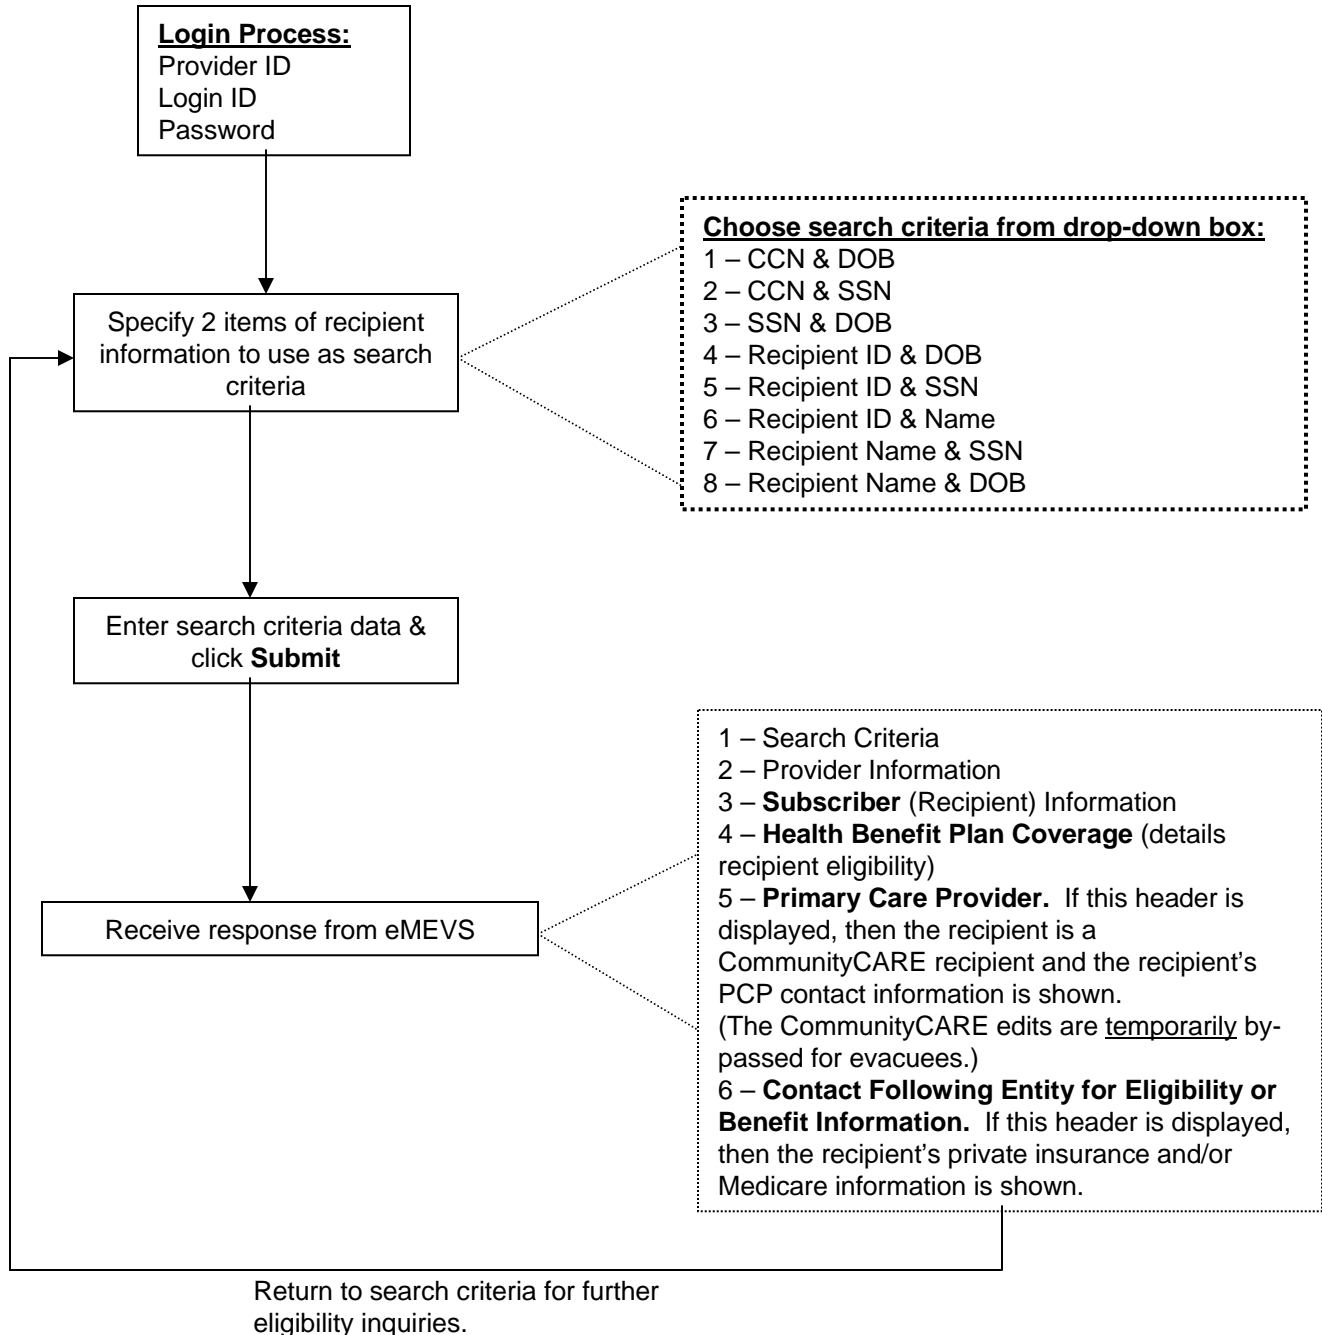 Login Process:
Provider ID
Login ID
Password
Choose search criteria from drop-down box:
1 – CCN & DOB
2 – CCN & SSN
3 – SSN & DOB
4 – Recipient ID & DOB
5 – Recipient ID & SSN
6 – Recipient ID & Name
7 – Recipient Name & SSN
8 – Recipient Name & DOB
Specify 2 items of recipient
information to use as search
criteria
Enter search criteria data &
click Submit
Receive response from eMEVS
1 – Search Criteria
2 – Provider Information
3 – Subscriber (Recipient) Information
4 – Health Benefit Plan Coverage (details
recipient eligibility)
5 – Primary Care Provider.  If this header is
displayed, then the recipient is a
CommunityCARE recipient and the recipient’s
PCP contact information is shown.
(The CommunityCARE edits are temporarily by-
passed for evacuees.)
6 – Contact Following Entity for Eligibility or
Benefit Information.  If this header is displayed,
then the recipient’s private insurance and/or
Medicare information is shown.
Return to search criteria for further
eligibility inquiries.